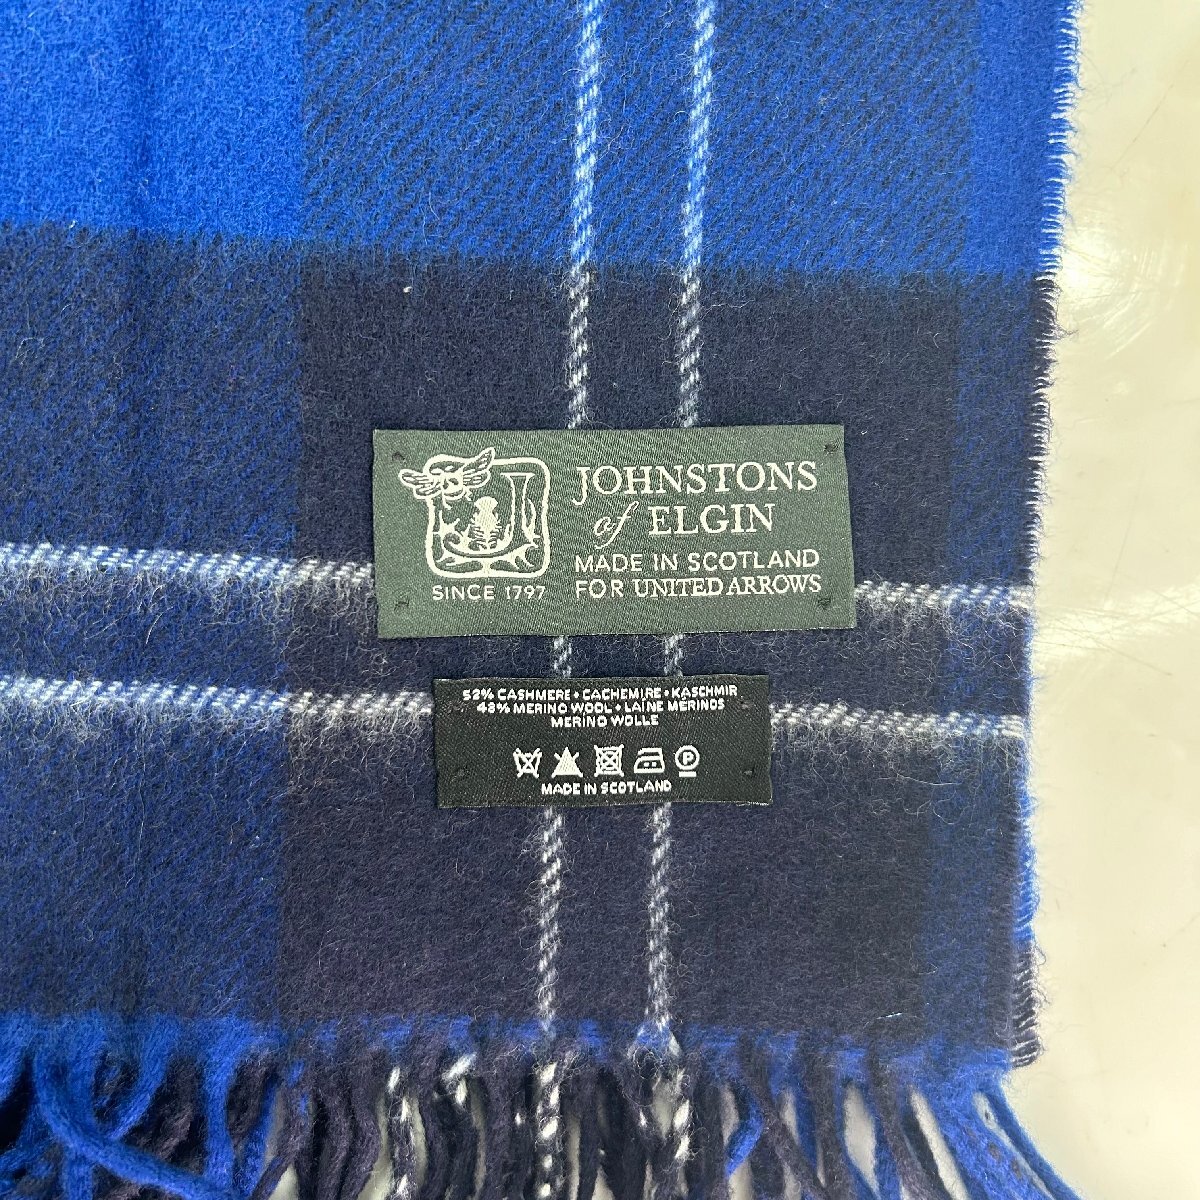 JOHNSTONS
of ELGIN
MADE IN SCOTLAND
FOR UNITED ARROWS
SINCE 1797
52% CASHMERE • CACHEMIRE • KASCHMIR
48% MERINO WOOL • LAINE MÉRINOS
MERINO WOLLE
P
MADE IN SCOTLAND